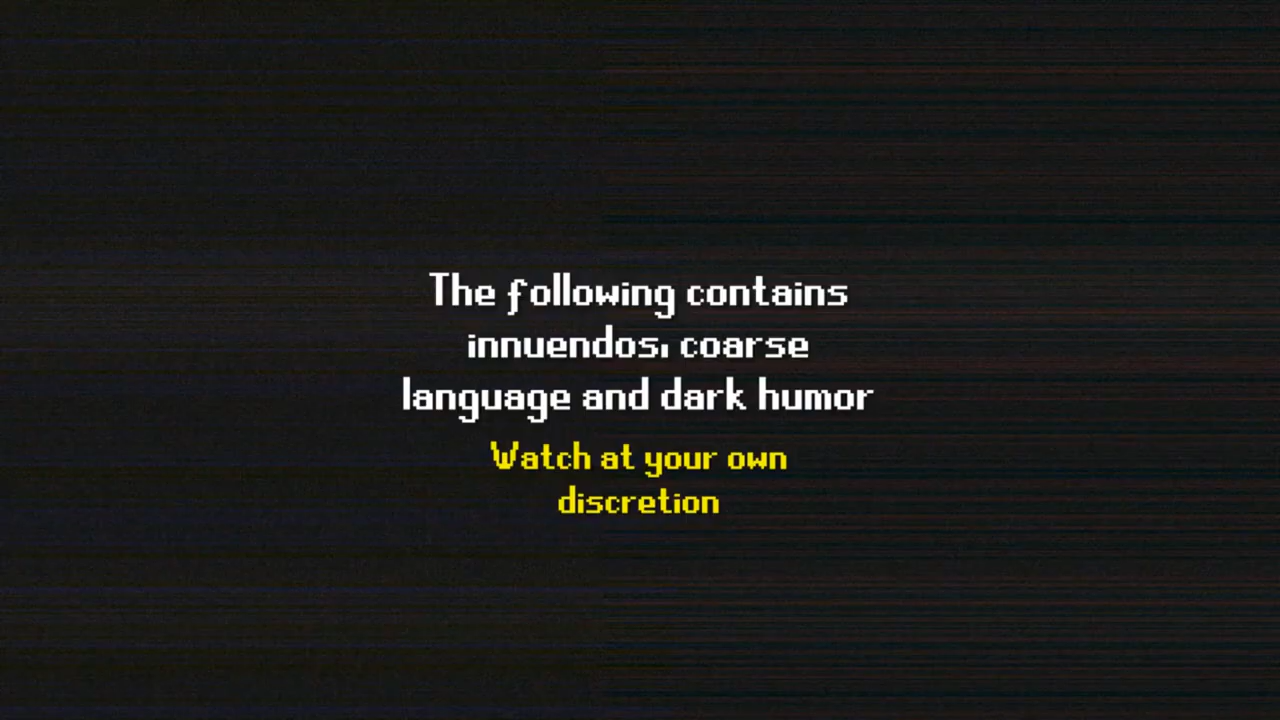 The following contains
innuendos, coarse
language and dark humor
Watch at your own
discretion